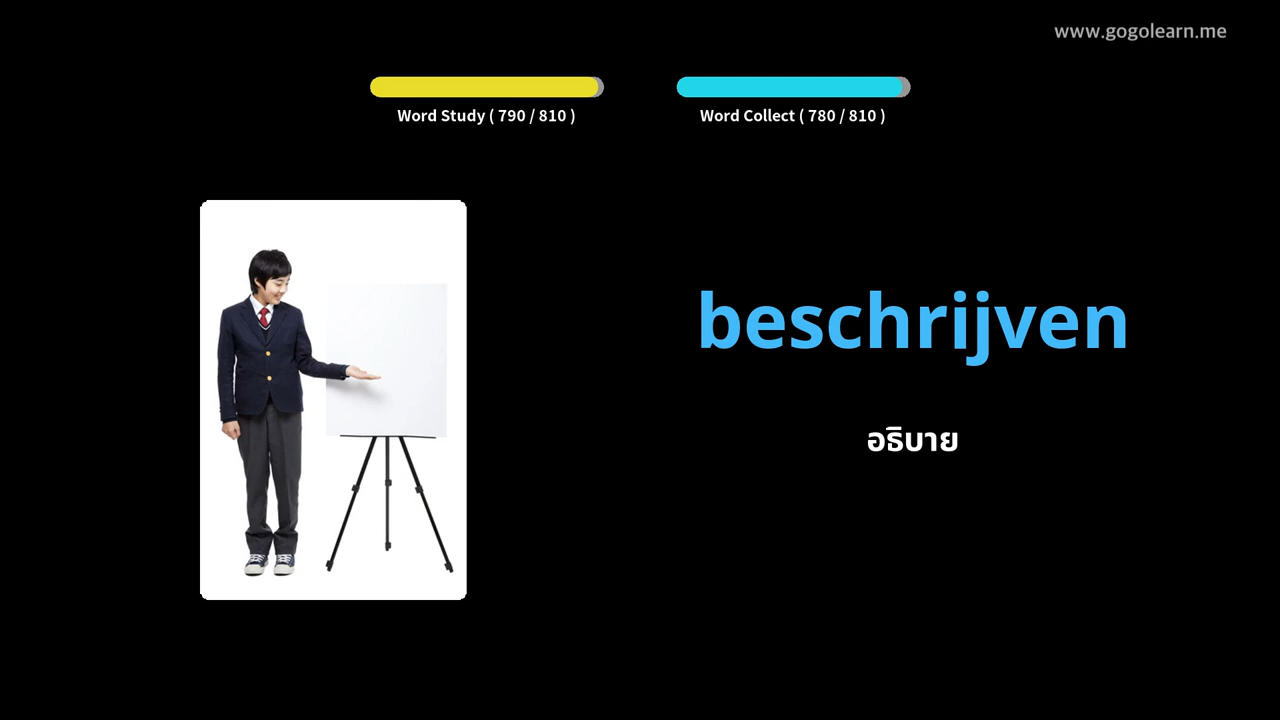 www.gogolearn.me
Word Study ( 790 / 810 )
Word Collect ( 780 / 810 )
beschrijven
อธิบาย